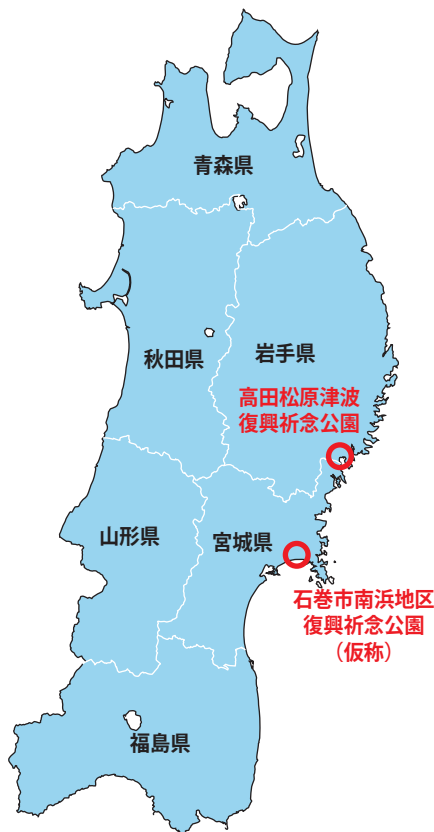 青森県
秋田県
岩手県
高田松原津波
復興祈念公園
山形県
宮城県
石巻市南浜地区
復興祈念公園
（仮称）
福島県